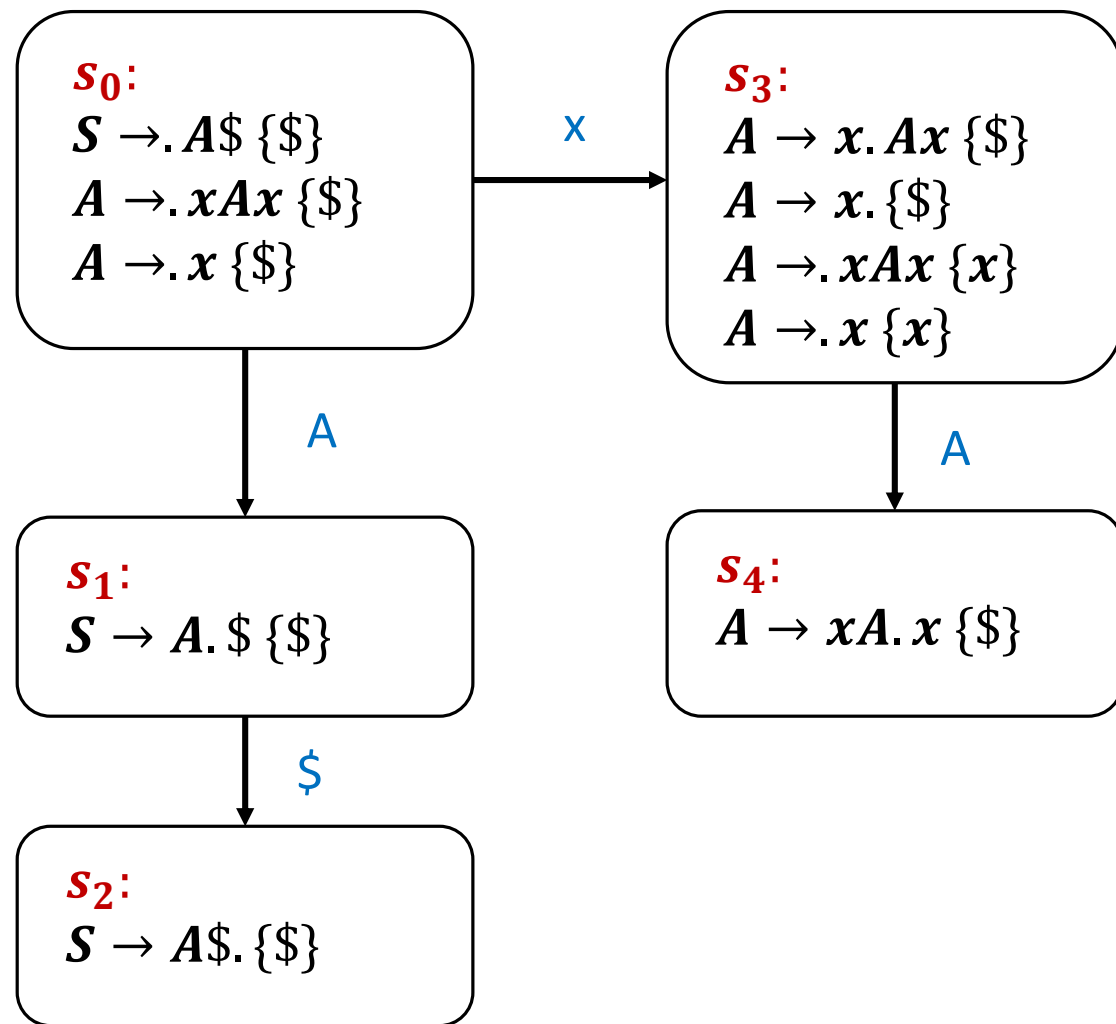 s₀:
S →. A$ {$}
A →. xAx {$}
A →. x {$}
x
s₃:
A → x. Ax {$}
A → x. {$}
A →. xAx {x}
A →. x {x}
A
A
s₁:
S → A. $ {$}
s₄:
A → xA. x {$}
$
s₂:
S → A$. {$}